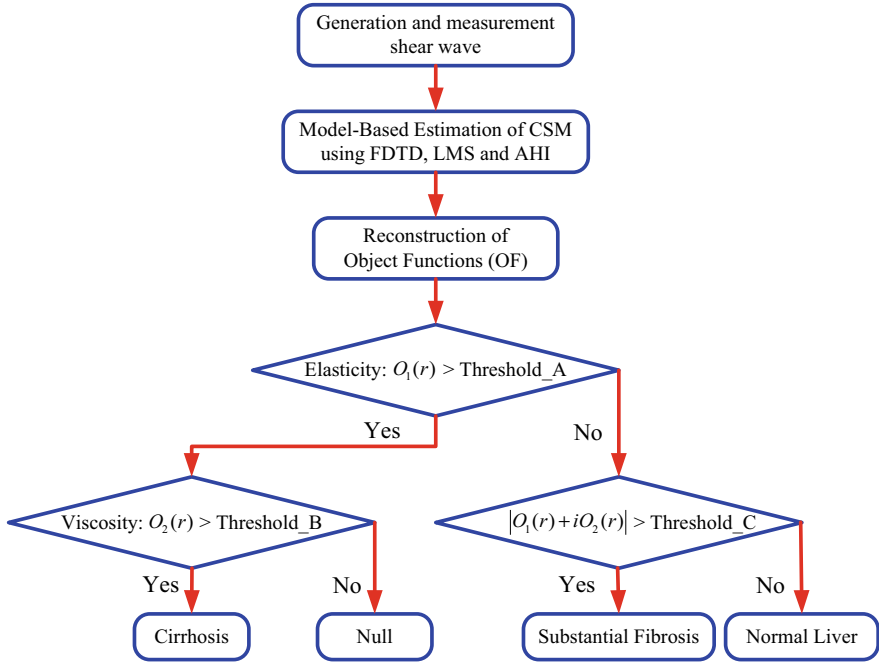 Generation and measurement
shear wave
Model-Based Estimation of CSM
using FDTD, LMS and AHI
Reconstruction of
Object Functions (OF)
Elasticity: O₁(r) > Threshold_A
Yes
No
Viscosity: O₂(r) > Threshold_B
|O₁(r)+iO₂(r)| > Threshold_C
Yes
No
Yes
No
Cirrhosis
Null
Substantial Fibrosis
Normal Liver